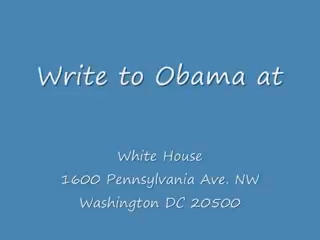 Write to Obama at
White House
1600 Pennsylvania Ave. NW
Washington DC 20500